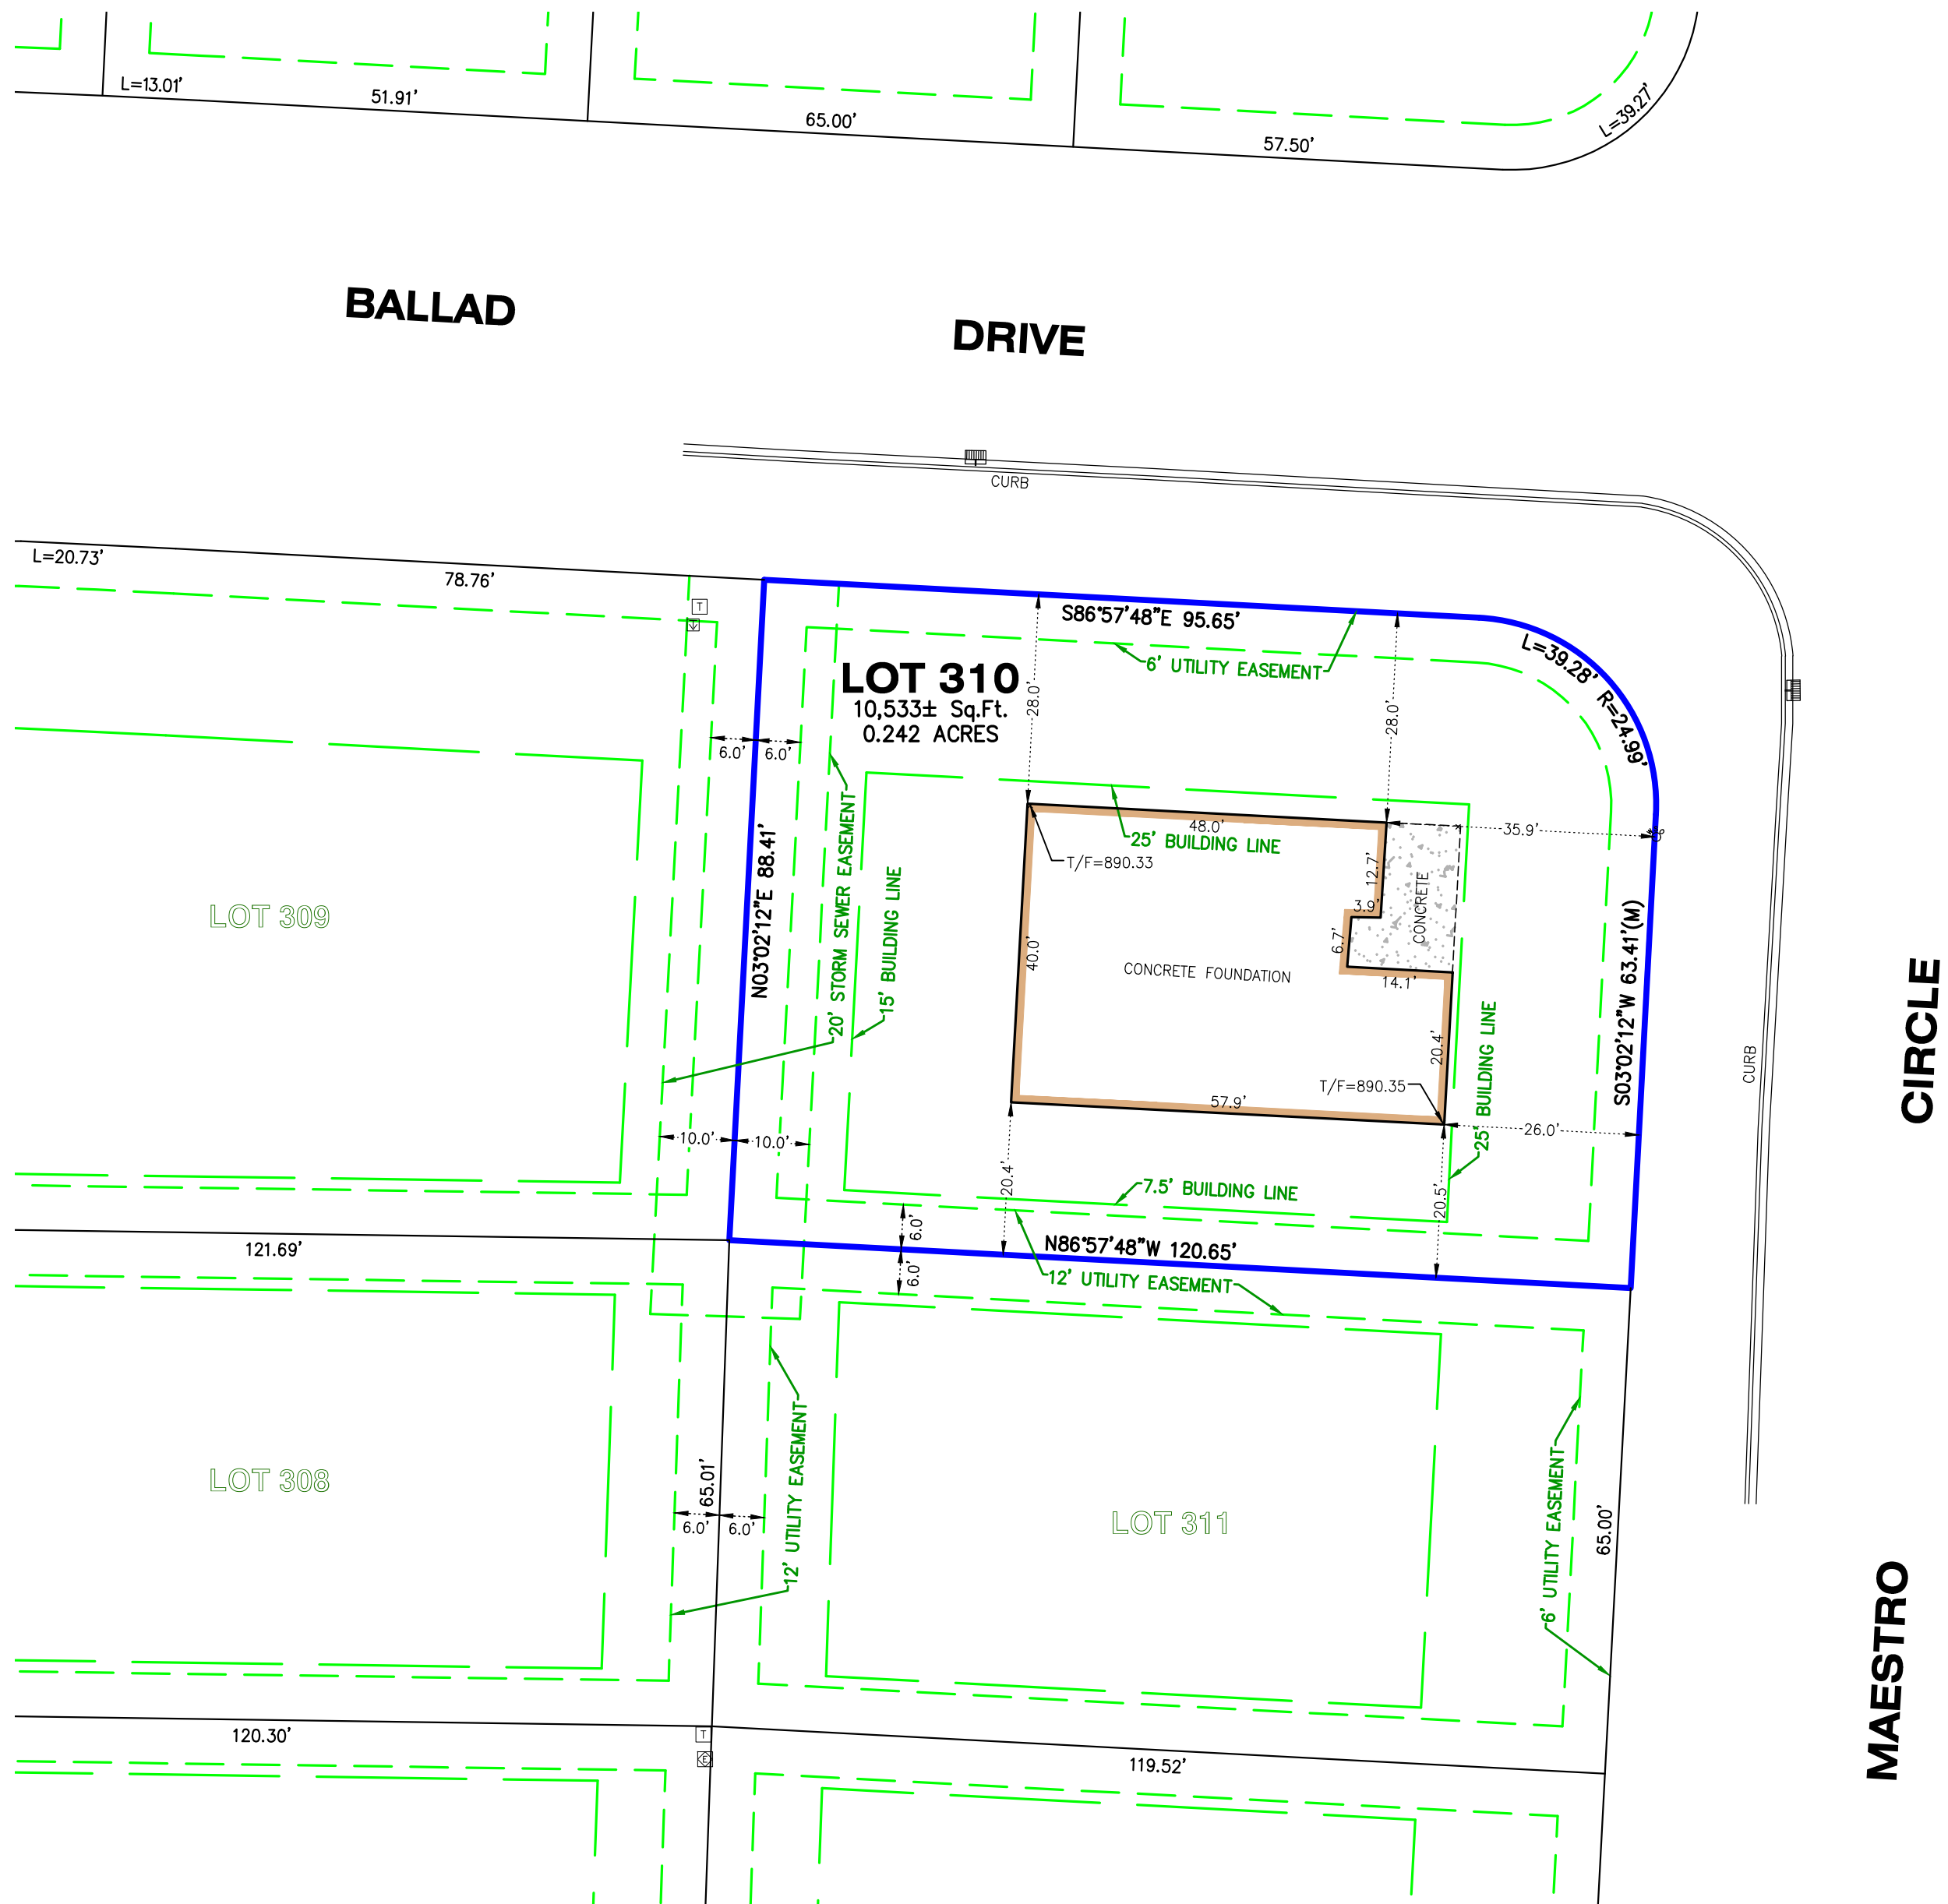 L=13.01'
51.91'
65.00'
57.50'
L=39.27'
BALLAD
DRIVE
CURB
L=20.73'
78.76'
T
S86°57'48"E 95.65'
6' UTILITY EASEMENT
L=39.28' R=24.99'
LOT 310
10,533± Sq.Ft.
0.242 ACRES
28.0'
28.0'
6.0'
6.0'
48.0'
25' BUILDING LINE
35.9'
T/F=890.33
12.7'
3.9'
6.7'
CONCRETE
14.1'
N03°02'12"E 88.41'
20' STORM SEWER EASEMENT
15' BUILDING LINE
LOT 309
40.0'
CONCRETE FOUNDATION
S03°02'12"W 63.41'(M)
CIRCLE
CURB
20.4'
T/F=890.35
57.9'
25' BUILDING LINE
26.0'
10.0'
10.0'
20.4'
7.5' BUILDING LINE
20.5'
6.0'
6.0'
N86°57'48"W 120.65'
12' UTILITY EASEMENT
121.69'
LOT 308
65.01'
6.0'
6.0'
12' UTILITY EASEMENT
LOT 311
6' UTILITY EASEMENT
65.00'
MAESTRO
120.30'
T
E
119.52'